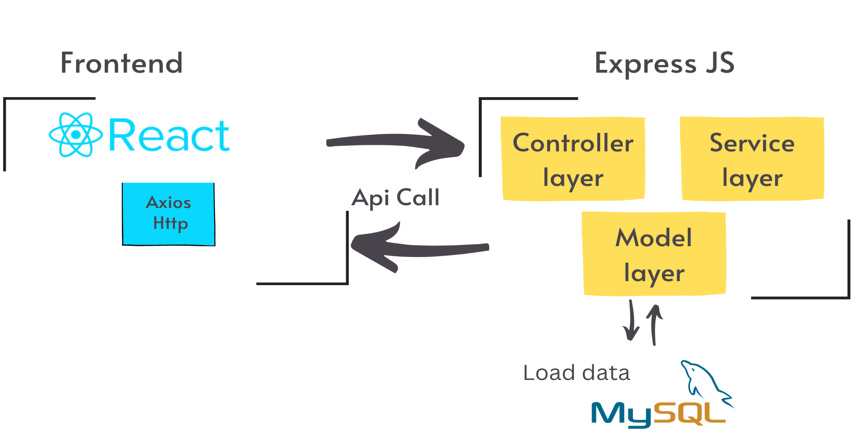 Frontend
Express JS
React
Axios
Http
Api Call
Controller
layer
Service
layer
Model
layer
Load data
MySQL